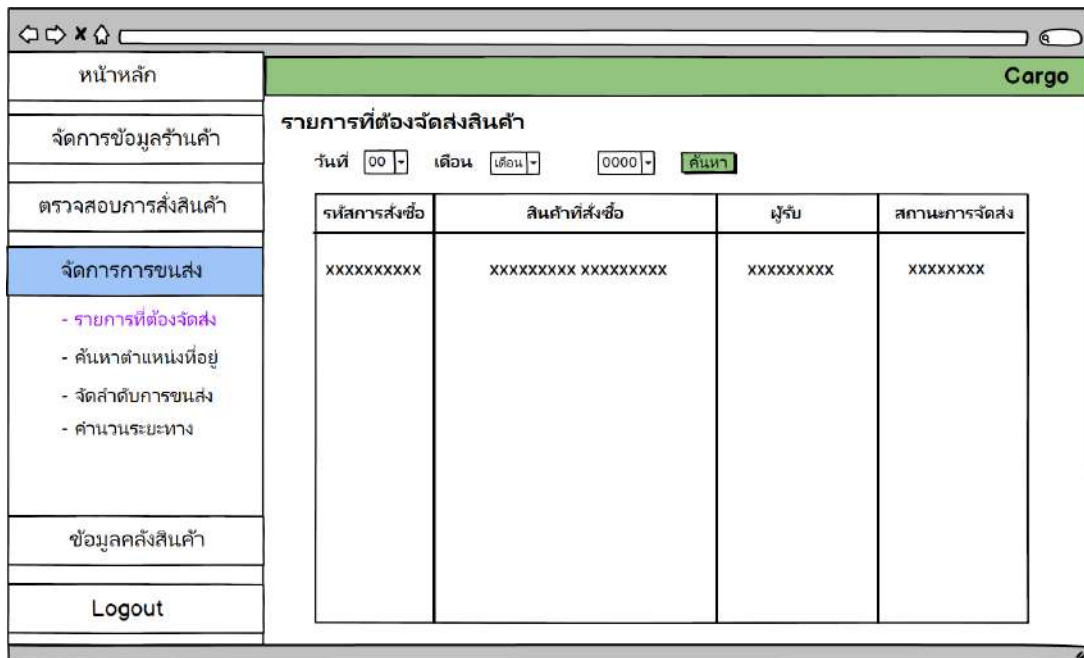 Cargo
หน้าหลัก
จัดการข้อมูลร้านค้า
ตรวจสอบการสั่งสินค้า
จัดการการขนส่ง
- รายการที่ต้องจัดส่ง
- ค้นหาตำแหน่งที่อยู่
- จัดลำดับการขนส่ง
- คำนวนระยะทาง
ข้อมูลคลังสินค้า
Logout
รายการที่ต้องจัดส่งสินค้า
วันที่ 00 เดือน เดือน 0000 ค้นหา
รหัสการสั่งซื้อ สินค้าที่สั่งซื้อ ผู้รับ สถานะการจัดส่ง
xxxxxxxxxx xxxxxxxxx xxxxxxxxx xxxxxxxxx xxxxxxxx